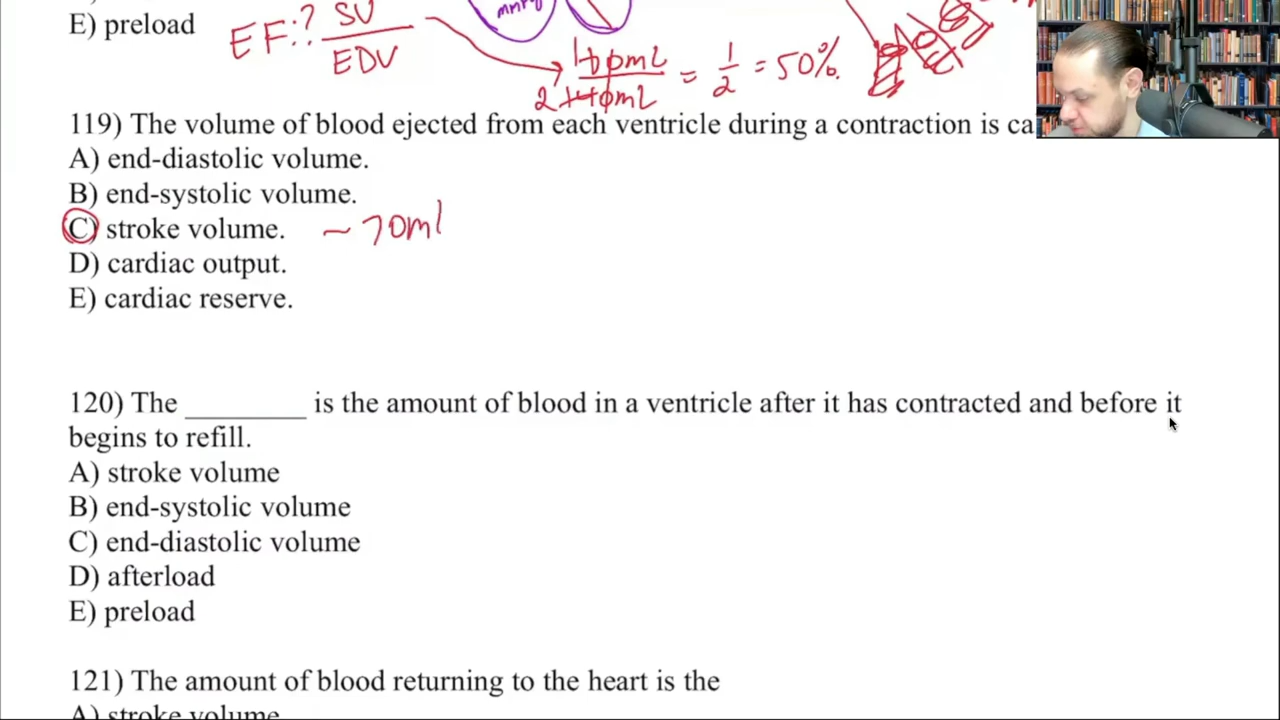 E) preload
EF:? SV
EDV
= 1/2 = 50%
119) The volume of blood ejected from each ventricle during a contraction is ca
A) end-diastolic volume.
B) end-systolic volume.
C) stroke volume. ~ 70ml
D) cardiac output.
E) cardiac reserve.
120) The ________ is the amount of blood in a ventricle after it has contracted and before it
begins to refill.
A) stroke volume
B) end-systolic volume
C) end-diastolic volume
D) afterload
E) preload
121) The amount of blood returning to the heart is the
A) stroke volume